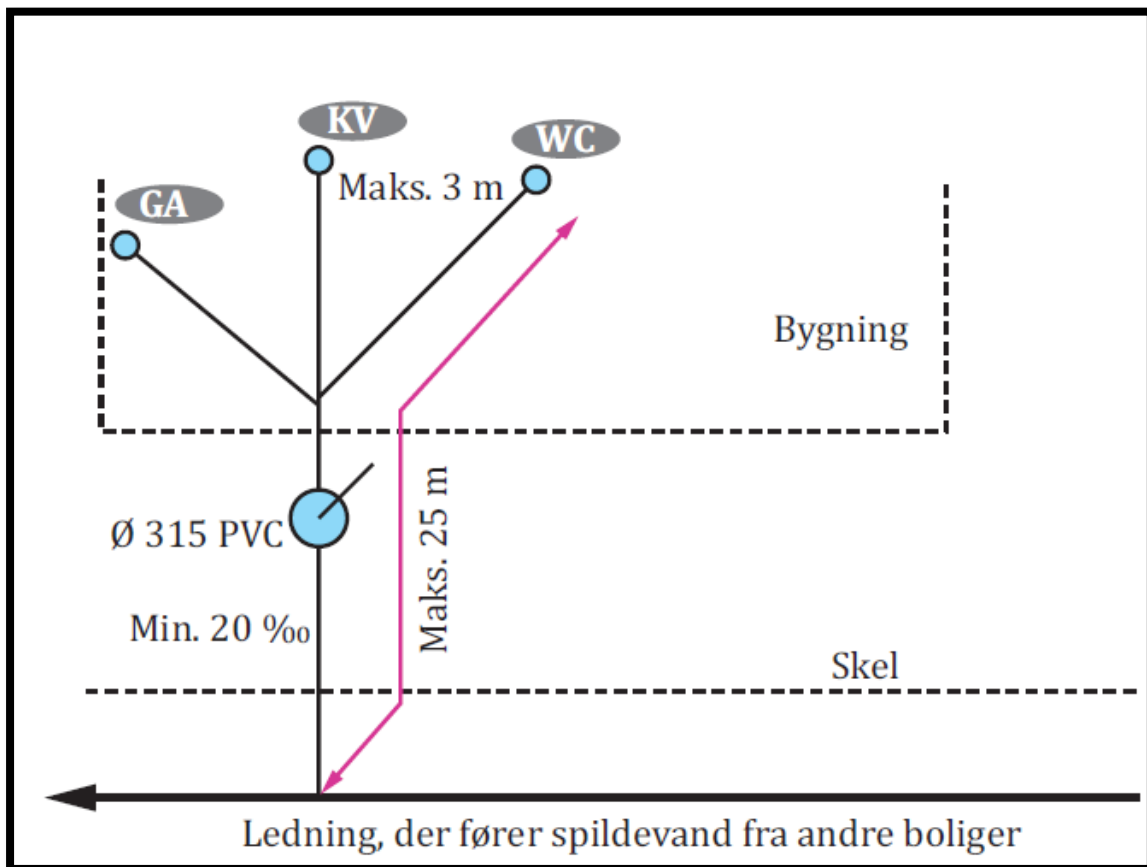 KV
WC
Maks. 3 m
GA
Bygning
Ø 315 PVC
Maks. 25 m
Min. 20 ‰
Skel
Ledning, der fører spildevand fra andre boliger